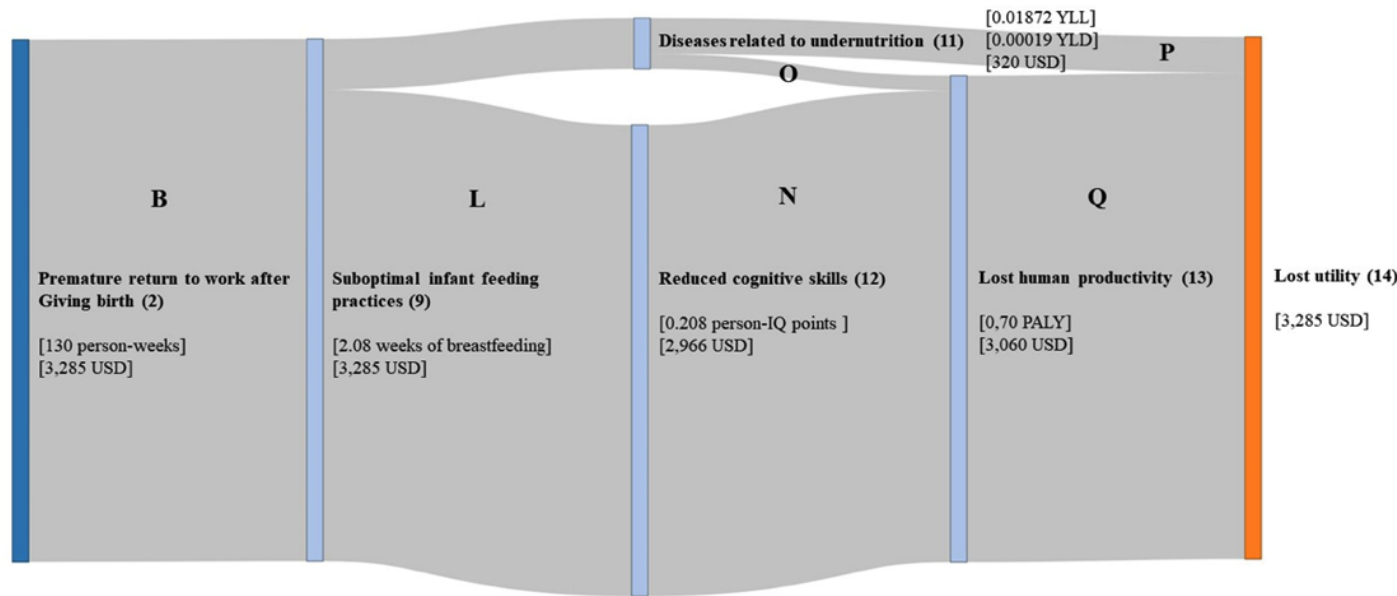 [0.01872 YLL]
Diseases related to undernutrition (11)
[0.00019 YLD]
[320 USD]
P
O
B
L
N
Q
Premature return to work after
Giving birth (2)
[130 person-weeks]
[3,285 USD]
Suboptimal infant feeding
practices (9)
[2.08 weeks of breastfeeding]
[3,285 USD]
Reduced cognitive skills (12)
[0.208 person-IQ points ]
[2,966 USD]
Lost human productivity (13)
[0,70 PALY]
[3,060 USD]
Lost utility (14)
[3,285 USD]